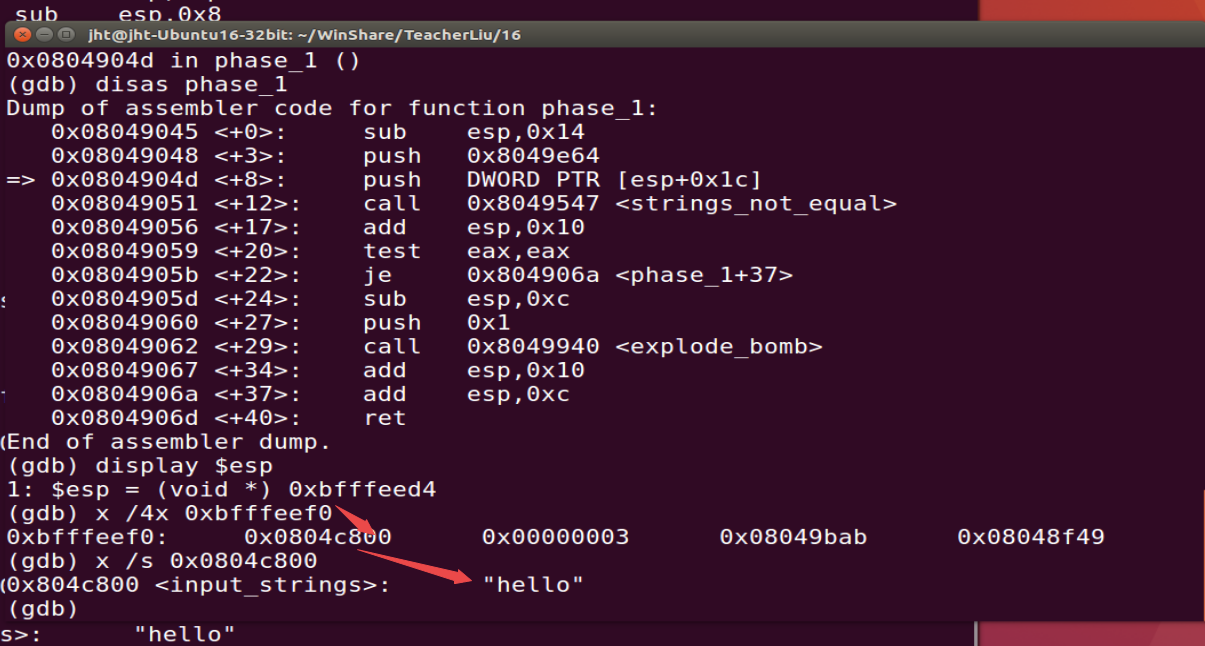 sub    esp,0x8
jht@jht-Ubuntu16-32bit: ~/WinShare/TeacherLiu/16
0x0804904d in phase_1 ()
(gdb) disas phase_1
Dump of assembler code for function phase_1:
   0x08049045 <+0>:     sub    esp,0x14
   0x08049048 <+3>:     push   0x8049e64
=> 0x0804904d <+8>:     push   DWORD PTR [esp+0x1c]
   0x08049051 <+12>:    call   0x8049547 <strings_not_equal>
   0x08049056 <+17>:    add    esp,0x10
   0x08049059 <+20>:    test   eax,eax
   0x0804905b <+22>:    je     0x804906a <phase_1+37>
   0x0804905d <+24>:    sub    esp,0xc
   0x08049060 <+27>:    push   0x1
   0x08049062 <+29>:    call   0x8049940 <explode_bomb>
   0x08049067 <+34>:    add    esp,0x10
   0x0804906a <+37>:    add    esp,0xc
   0x0804906d <+40>:    ret
End of assembler dump.
(gdb) display $esp
1: $esp = (void *) 0xbfffeed4
(gdb) x /4x 0xbfffeef0
0xbfffeef0:     0x0804c800      0x00000003      0x08049bab      0x08048f49
(gdb) x /s 0x0804c800
0x804c800 <input_strings>:      "hello"
(gdb)
s>:      "hello"